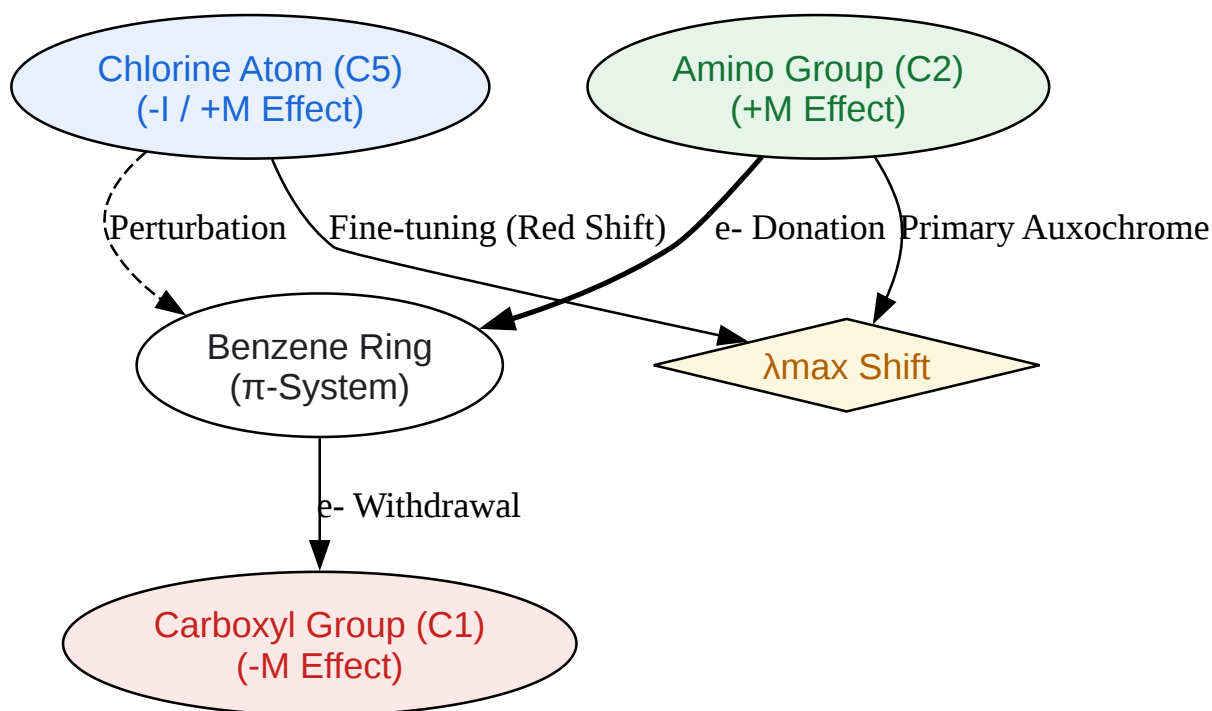 Chlorine Atom (C5)
(-I / +M Effect)
Amino Group (C2)
(+M Effect)
Perturbation
Fine-tuning (Red Shift)
e- Donation
Primary Auxochrome
Benzene Ring
(π-System)
λmax Shift
e- Withdrawal
Carboxyl Group (C1)
(-M Effect)